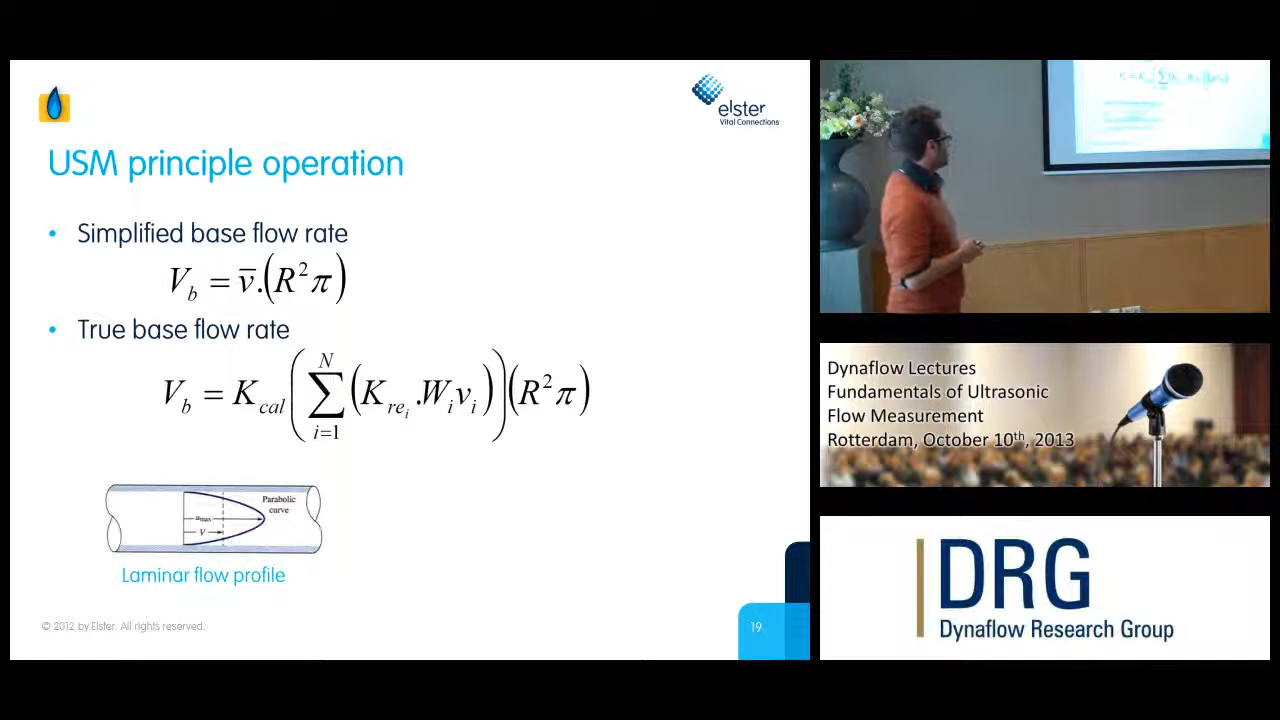 elster
Vital Connections
USM principle operation
• Simplified base flow rate
V_b = v̅.(R²π)
• True base flow rate
V_b = K_cal (∑_{i=1}^{N} (K_{re_i}.W_i v_i)) (R²π)
Parabolic
curve
u_max
V
Laminar flow profile
© 2012 by Elster. All rights reserved.
19
Dynaflow Lectures
Fundamentals of Ultrasonic
Flow Measurement
Rotterdam, October 10th, 2013
DRG
Dynaflow Research Group